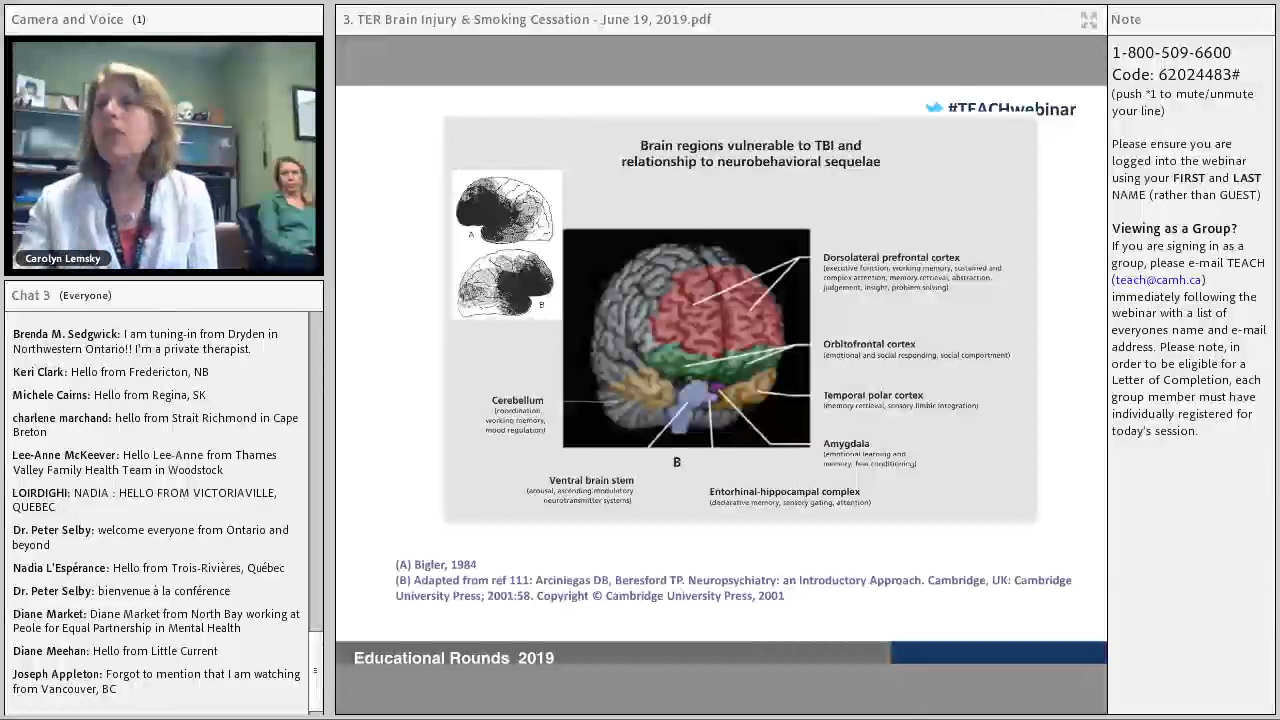 Camera and Voice (1)
Carolyn Lemsky
Chat 3 (Everyone)
Brenda M. Sedgwick: I am tuning-in from Dryden in
Northwestern Ontario!! I'm a private therapist.
Keri Clark: Hello from Fredericton, NB
Michele Cairns: Hello from Regina, SK
charlene marchand: hello from Strait Richmond in Cape
Breton
Lee-Anne McKeever: Hello Lee-Anne from Thames
Valley Family Health Team in Woodstock
LOIRDIGHI: NADIA : HELLO FROM VICTORIAVILLE,
QUEBEC
Dr. Peter Selby: welcome everyone from Ontario and
beyond
Nadia L'Espérance: Hello from Trois-Rivières, Québec
Dr. Peter Selby: bienvenue à la conférence
Diane Market: Diane Market from North Bay working at
Peole for Equal Partnership in Mental Health
Diane Meehan: Hello from Little Current
Joseph Appleton: Forgot to mention that I am watching
from Vancouver, BC
3. TER Brain Injury & Smoking Cessation - June 19, 2019.pdf
#TEACHwebinar
Brain regions vulnerable to TBI and
relationship to neurobehavioral sequelae
A
B
Dorsolateral prefrontal cortex
(executive function, working memory, sustained and
complex attention, memory retrieval, abstraction,
judgement, insight, problem solving)
Orbitofrontal cortex
(emotional and social responding, social comportment)
Temporal polar cortex
(memory retrieval, sensory-limbic integration)
Amygdala
(emotional learning and
memory, fear conditioning)
Cerebellum
(coordination,
working memory,
mood regulation)
B
Ventral brain stem
(arousal, ascending modulatory
neurotransmitter systems)
Entorhinal-hippocampal complex
(declarative memory, sensory gating, attention)
(A) Bigler, 1984
(B) Adapted from ref 111: Arciniegas DB, Beresford TP. Neuropsychiatry: an Introductory Approach. Cambridge, UK: Cambridge
University Press; 2001:58. Copyright © Cambridge University Press, 2001
Educational Rounds 2019
Note
1-800-509-6600
Code: 62024483#
(push *1 to mute/unmute
your line)
Please ensure you are
logged into the webinar
using your FIRST and LAST
NAME (rather than GUEST)
Viewing as a Group?
If you are signing in as a
group, please e-mail TEACH
(teach@camh.ca)
immediately following the
webinar with a list of
everyones name and e-mail
address. Please note, in
order to be eligible for a
Letter of Completion, each
group member must have
individually registered for
today's session.